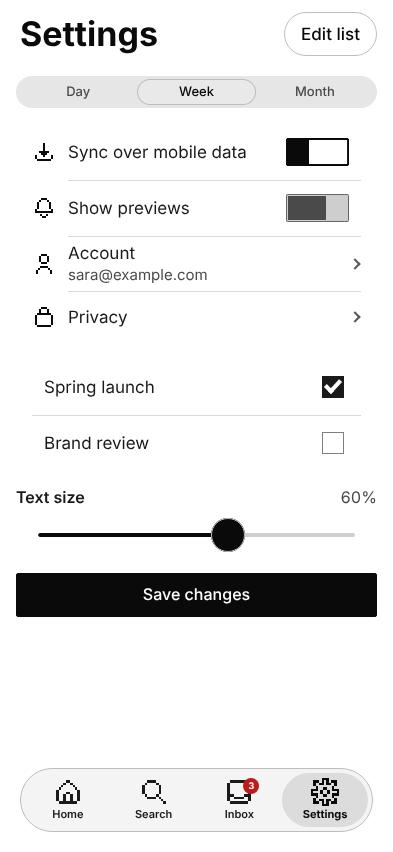 Settings
Edit list
Day
Week
Month
Sync over mobile data
Show previews
Account
sara@example.com
Privacy
Spring launch
Brand review
Text size
60%
Save changes
3
Home
Search
Inbox
Settings